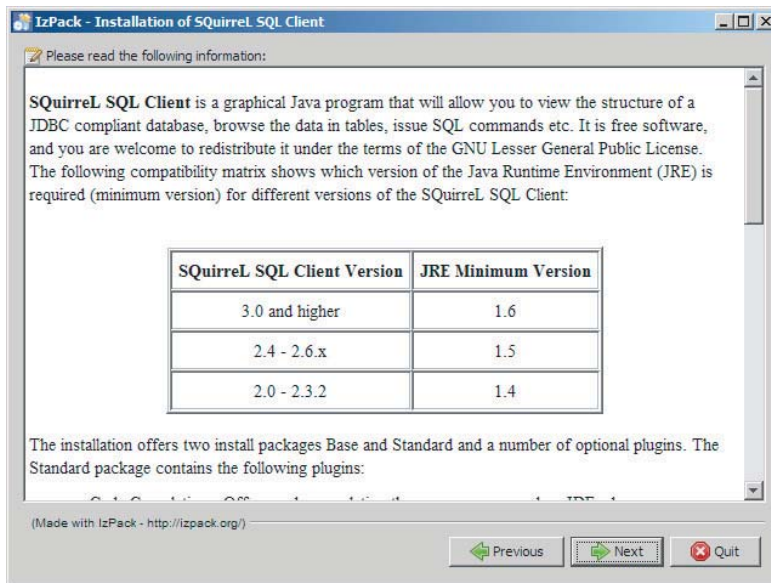 IzPack - Installation of SQuirreL SQL Client
Please read the following information:
SQuirreL SQL Client is a graphical Java program that will allow you to view the structure of a
JDBC compliant database, browse the data in tables, issue SQL commands etc. It is free software,
and you are welcome to redistribute it under the terms of the GNU Lesser General Public License.
The following compatibility matrix shows which version of the Java Runtime Environment (JRE) is
required (minimum version) for different versions of the SQuirreL SQL Client:
SQuirreL SQL Client Version JRE Minimum Version
3.0 and higher 1.6
2.4 - 2.6.x 1.5
2.0 - 2.3.2 1.4
The installation offers two install packages Base and Standard and a number of optional plugins. The
Standard package contains the following plugins:
(Made with IzPack - http://izpack.org/)
Previous Next Quit